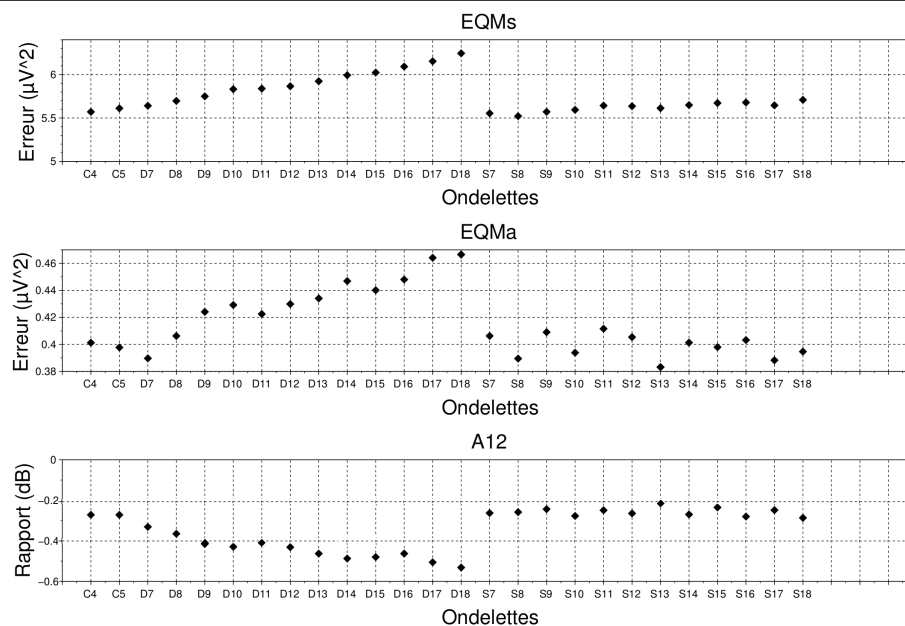 EQMs
Erreur (µV^2)
6
5.5
5
C4 C5 D7 D8 D9 D10 D11 D12 D13 D14 D15 D16 D17 D18 S7 S8 S9 S10 S11 S12 S13 S14 S15 S16 S17 S18
Ondelettes
EQMa
Erreur (µV^2)
0.46
0.44
0.42
0.4
0.38
C4 C5 D7 D8 D9 D10 D11 D12 D13 D14 D15 D16 D17 D18 S7 S8 S9 S10 S11 S12 S13 S14 S15 S16 S17 S18
Ondelettes
A12
Rapport (dB)
0
−0.2
−0.4
−0.6
C4 C5 D7 D8 D9 D10 D11 D12 D13 D14 D15 D16 D17 D18 S7 S8 S9 S10 S11 S12 S13 S14 S15 S16 S17 S18
Ondelettes